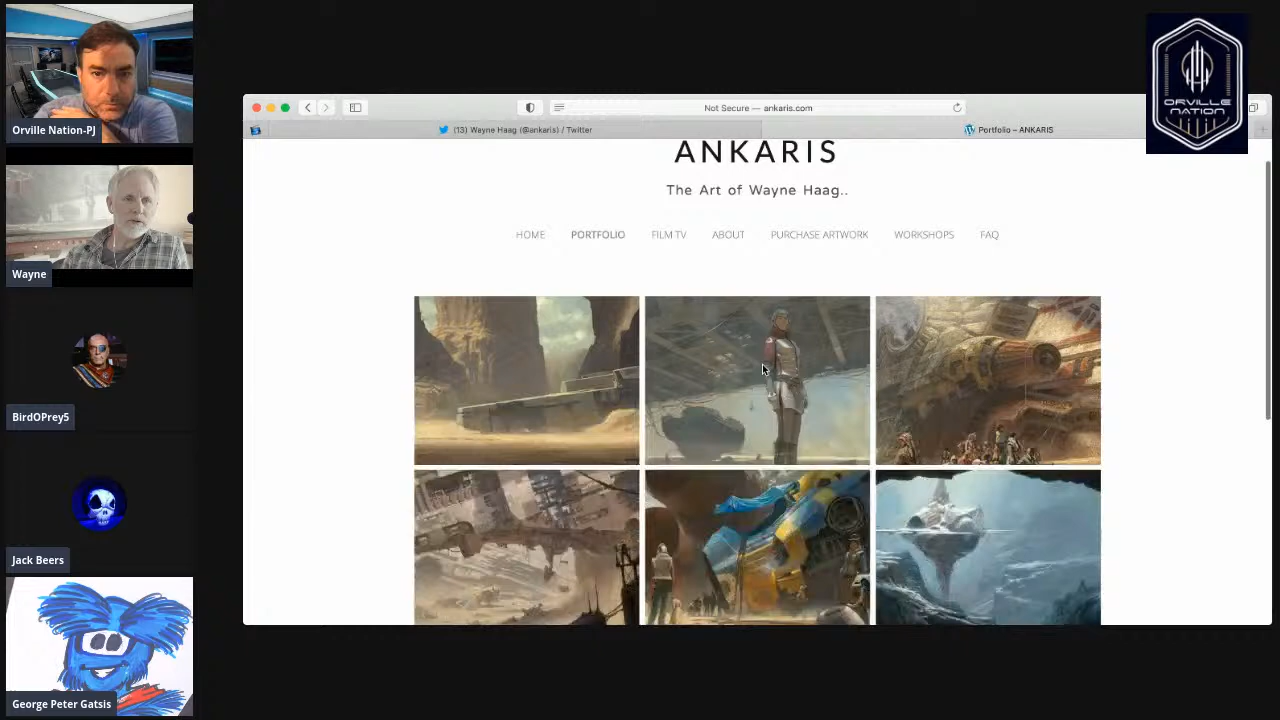 Orville Nation-PJ
Wayne
BirdOPrey5
Jack Beers
George Peter Gatsis
Not Secure — ankaris.com
(13) Wayne Haag (@ankaris) / Twitter
Portfolio – ANKARIS
ANKARIS
The Art of Wayne Haag..
HOME PORTFOLIO FILM TV ABOUT PURCHASE ARTWORK WORKSHOPS FAQ
ORVILLE
NATION